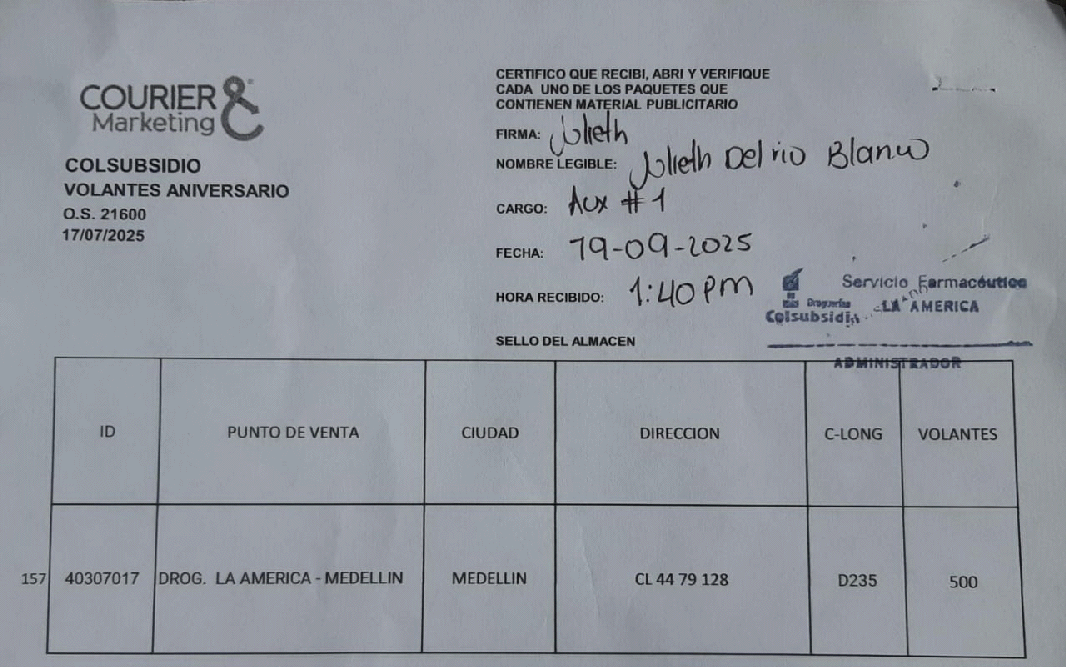 COURIER &
Marketing
COLSUBSIDIO
VOLANTES ANIVERSARIO
O.S. 21600
17/07/2025
CERTIFICO QUE RECIBI, ABRI Y VERIFIQUE
CADA UNO DE LOS PAQUETES QUE
CONTIENEN MATERIAL PUBLICITARIO
FIRMA: Julieth
NOMBRE LEGIBLE: Julieth Del rio Blanco
CARGO: Aux #1
FECHA: 19-09-2025
HORA RECIBIDO: 1:40 PM
Servicio Farmacéutico
Droguerías
Colsubsidio
LA AMERICA
SELLO DEL ALMACEN
ADMINISTRADOR
ID PUNTO DE VENTA CIUDAD DIRECCION C-LONG VOLANTES
157 40307017 DROG. LA AMERICA - MEDELLIN MEDELLIN CL 44 79 128 D235 500